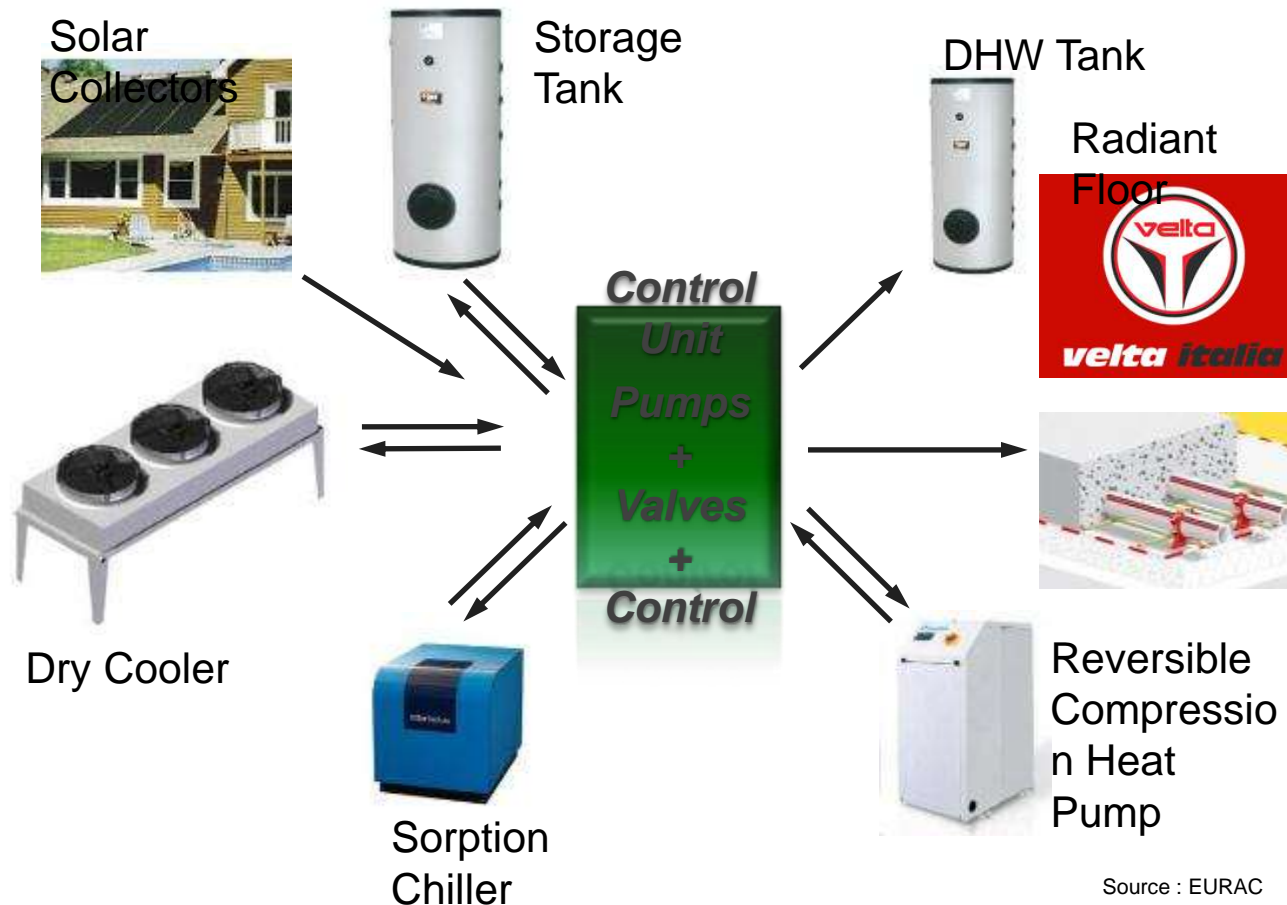 Solar
Collectors
Storage
Tank
DHW Tank
Radiant
Floor
velta
velta italia
Control
Unit
Pumps
+
Valves
+
Control
Dry Cooler
Sorption
Chiller
Reversible
Compressio
n Heat
Pump
Source : EURAC